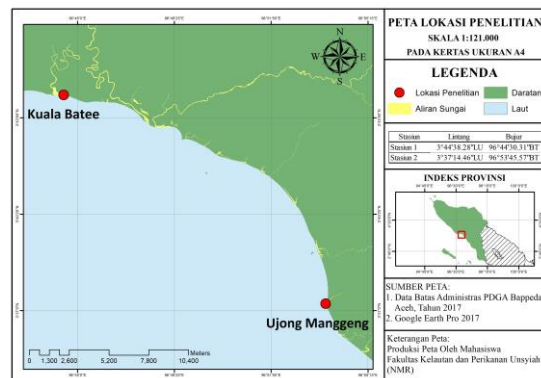 PETA LOKASI PENELITIAN
SKALA 1:121.000
PADA KERTAS UKURAN A4
LEGENDA
Lokasi Penelitian
Daratan
Aliran Sungai
Laut
Stasiun Lintang Bujur
Stasiun 1 3°44'38.28"LU 96°44'30.31"BT
Stasiun 2 3°37'14.46"LU 96°53'45.57"BT
INDEKS PROVINSI
SUMBER PETA:
1. Data Batas Administras PDGA Bappeda
Aceh, Tahun 2017
2. Google Earth Pro 2017
Keterangan Peta:
Produksi Peta Oleh Mahasiswa
Fakultas Kelautan dan Perikanan Unsyiah
(NMR)
N
W E
S
Kuala Batee
Ujong Manggeng
Meters
0 1,300 2,600 5,200 7,800 10,400